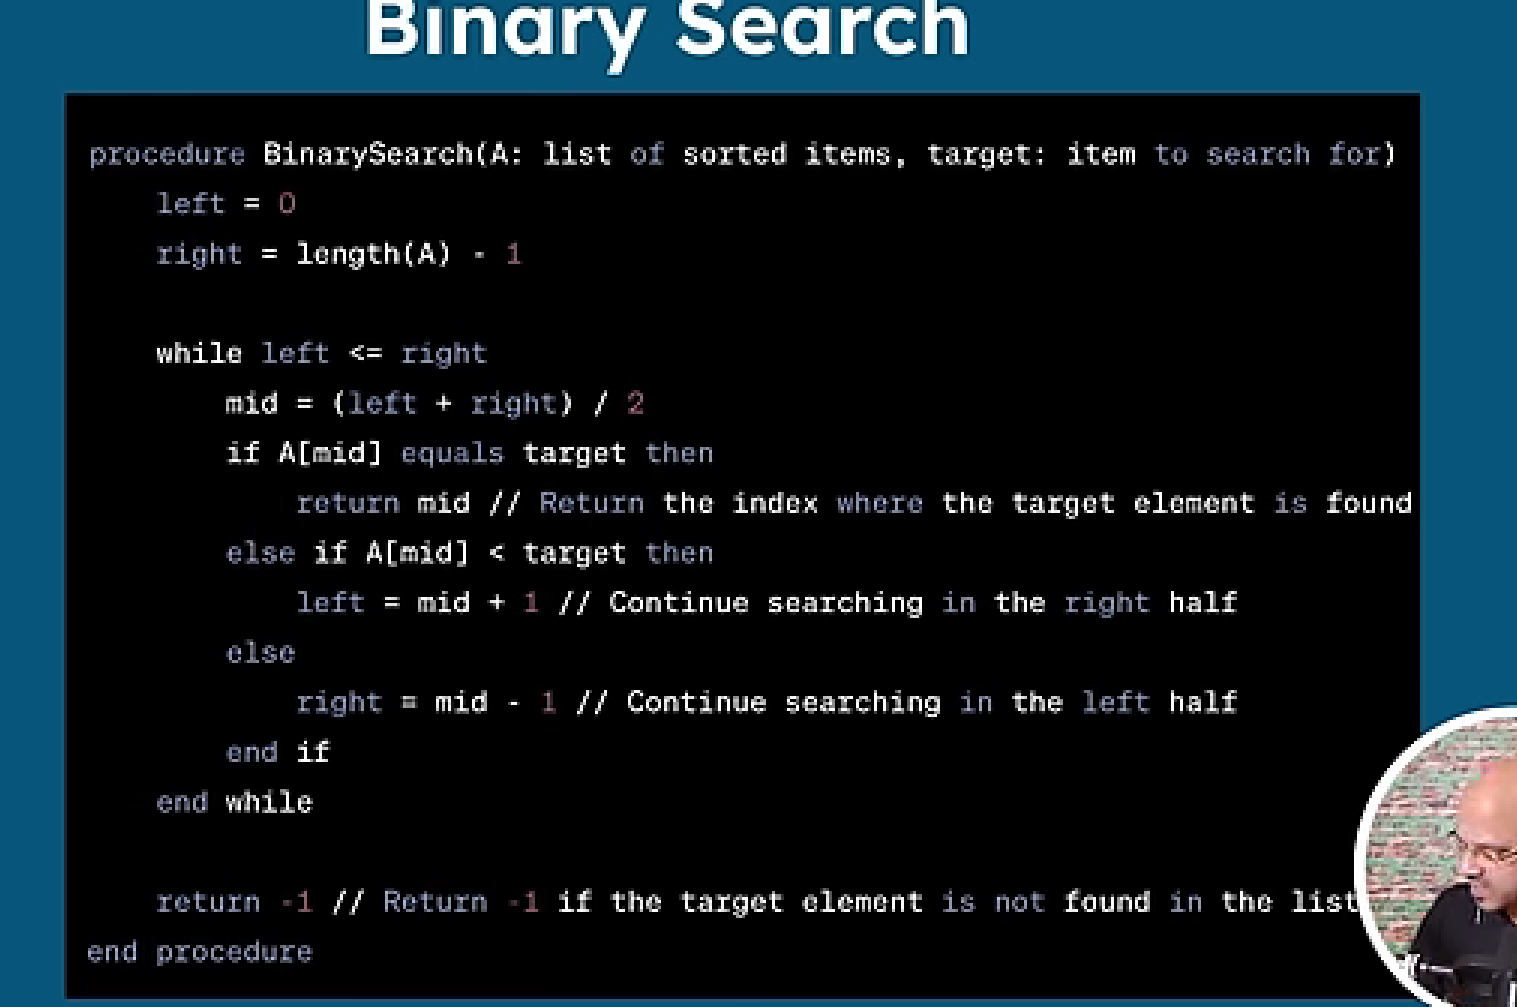 Binary Search
procedure BinarySearch(A: list of sorted items, target: item to search for)
left = 0
right = length(A) - 1
while left <= right
mid = (left + right) / 2
if A[mid] equals target then
return mid // Return the index where the target element is found
else if A[mid] < target then
left = mid + 1 // Continue searching in the right half
else
right = mid - 1 // Continue searching in the left half
end if
end while
return -1 // Return -1 if the target element is not found in the list
end procedure